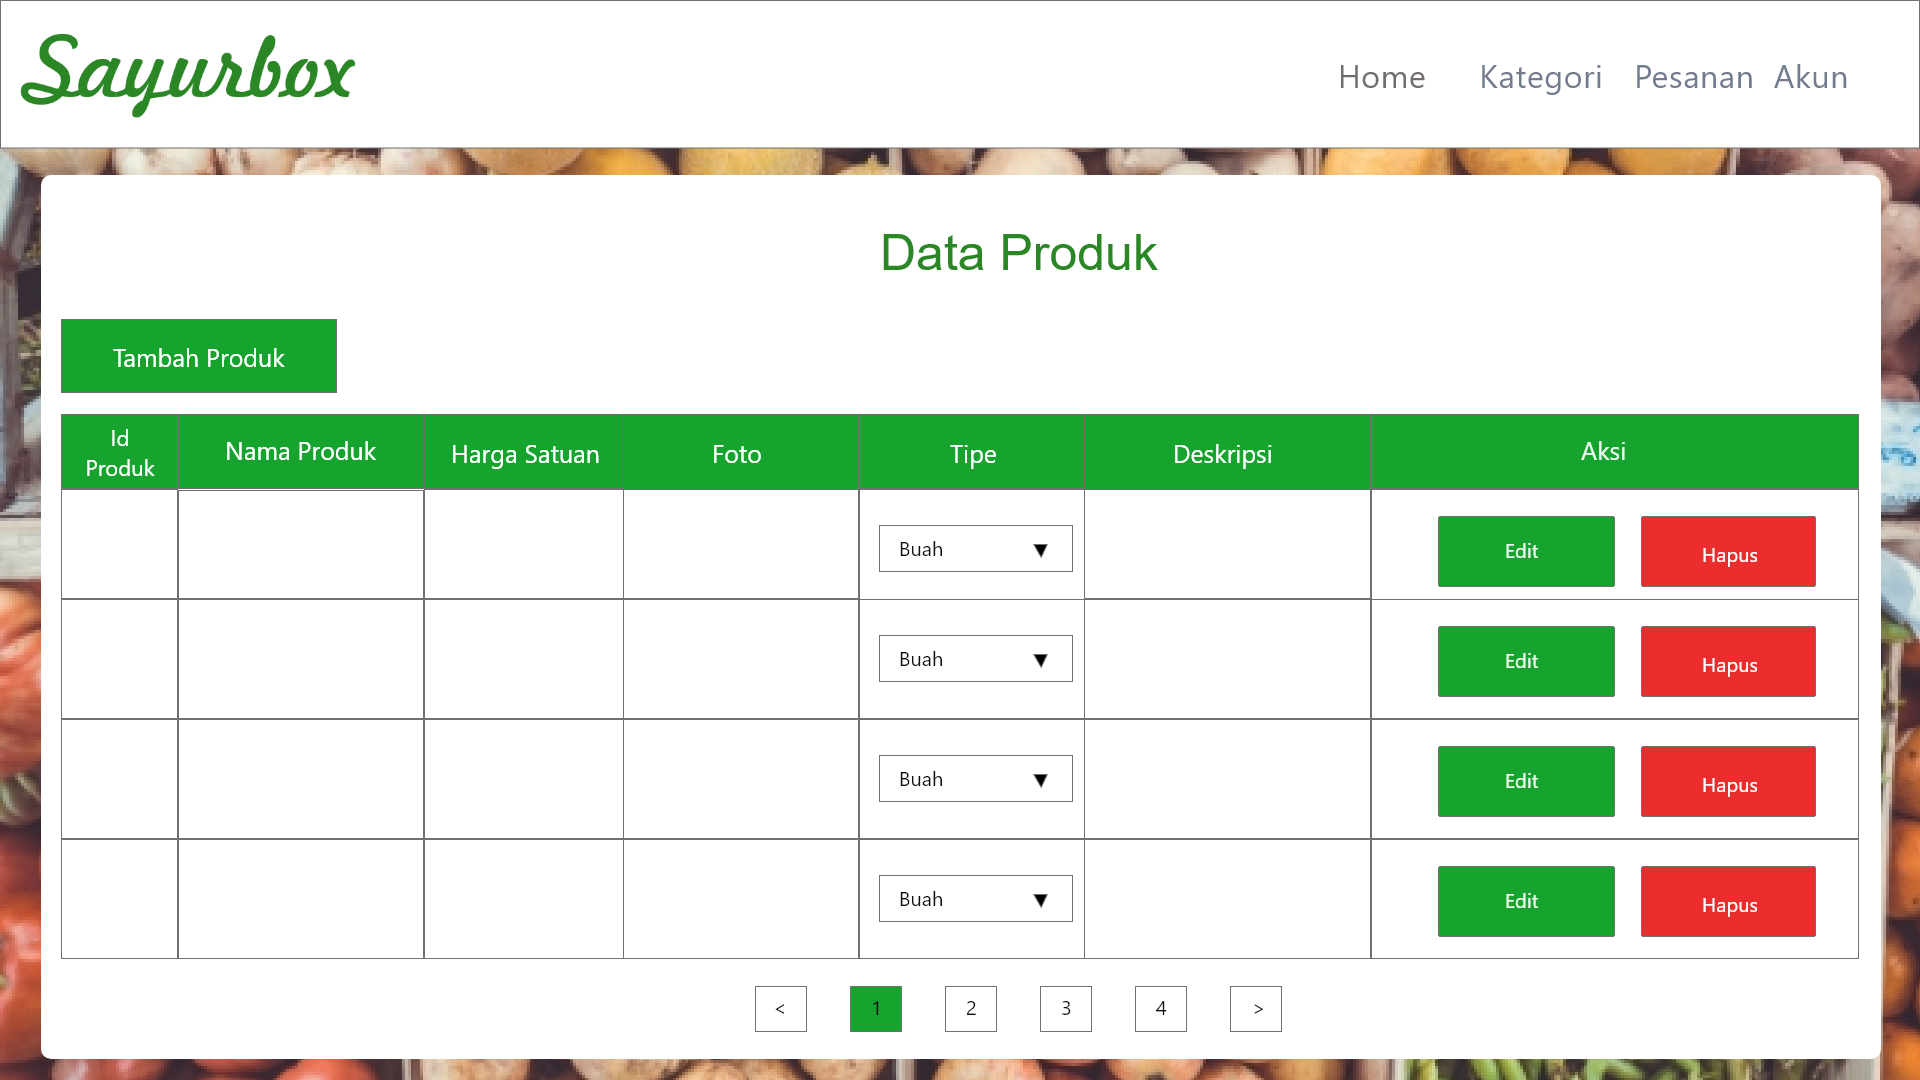 Sayurbox
Home Kategori Pesanan Akun
Data Produk
Tambah Produk
Id Produk Nama Produk Harga Satuan Foto Tipe Deskripsi Aksi
Buah ▼ Edit Hapus
Buah ▼ Edit Hapus
Buah ▼ Edit Hapus
Buah ▼ Edit Hapus
< 1 2 3 4 >